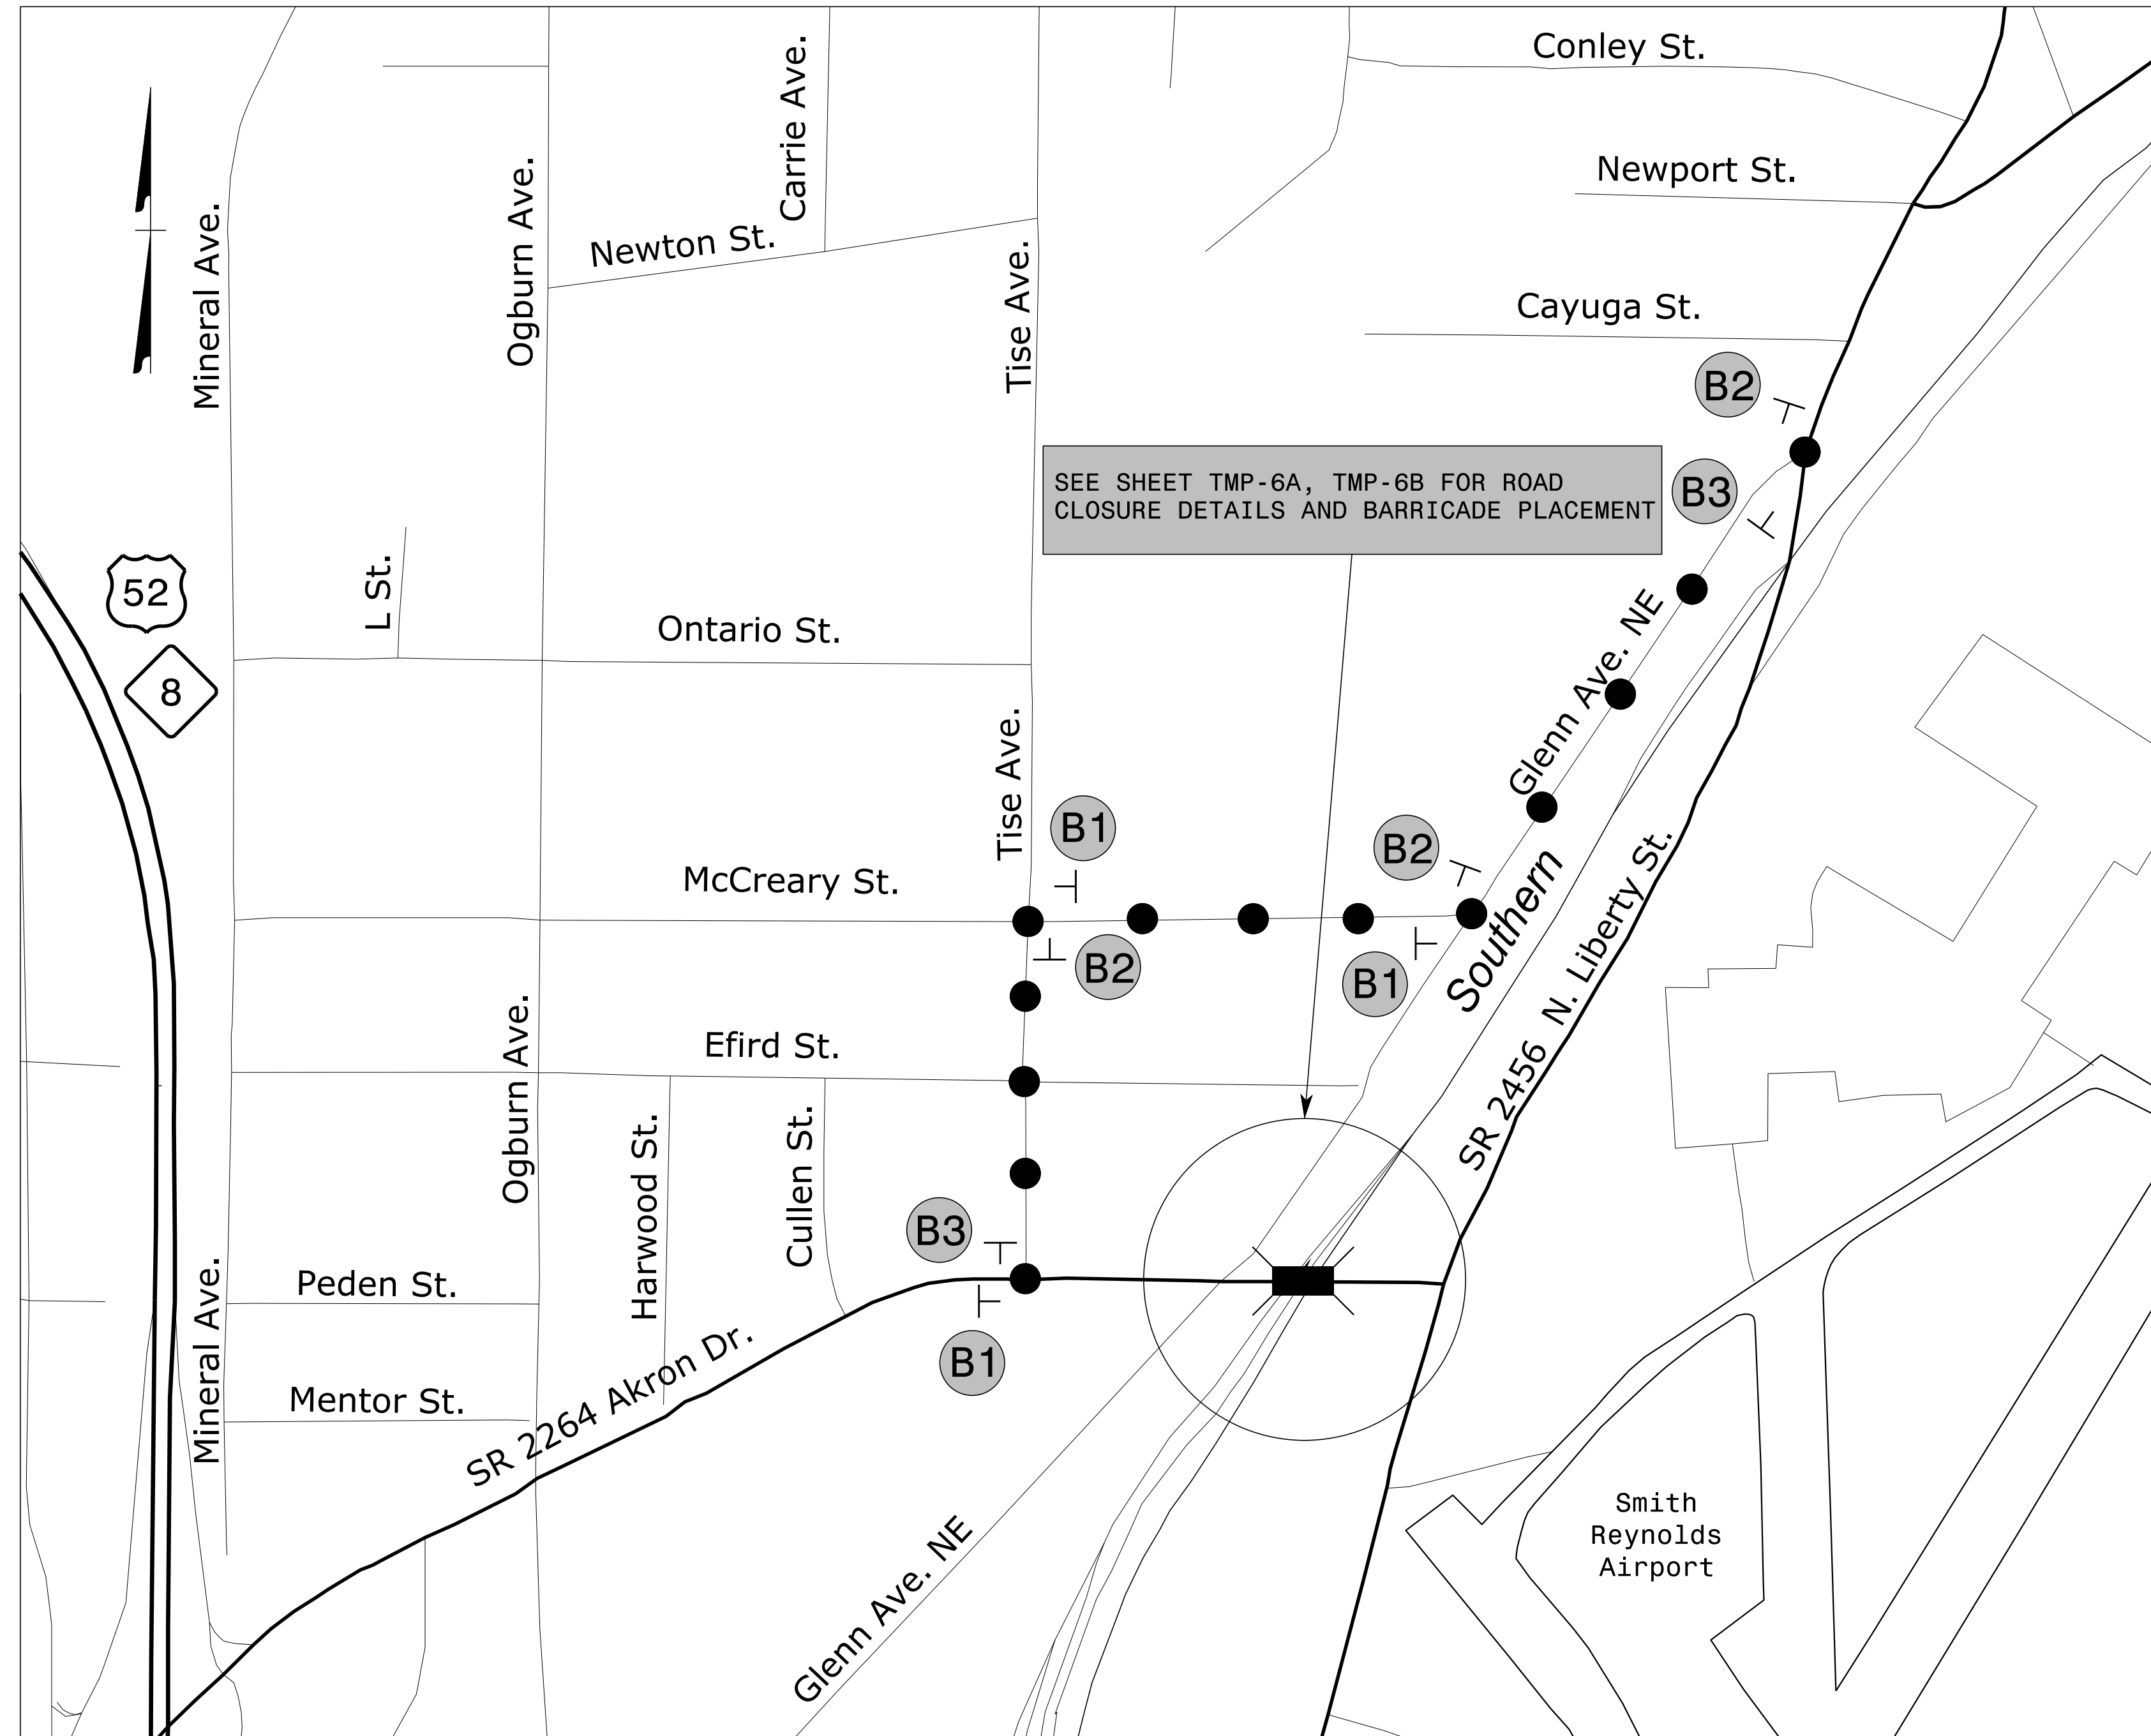 Conley St.
Carrie Ave.
Newport St.
Ogburn Ave.
Newton St.
Mineral Ave.
Tise Ave.
Cayuga St.
B2
SEE SHEET TMP-6A, TMP-6B FOR ROAD
CLOSURE DETAILS AND BARRICADE PLACEMENT
B3
52
L St.
Ontario St.
8
Glenn Ave. NE
Tise Ave.
B1
McCreary St.
B2
B2
B1
Southern
SR 2456 N. Liberty St.
Efird St.
Ogburn Ave.
Harwood St.
Cullen St.
B3
Peden St.
Mineral Ave.
B1
Mentor St.
SR 2264 Akron Dr.
Glenn Ave. NE
Smith
Reynolds
Airport